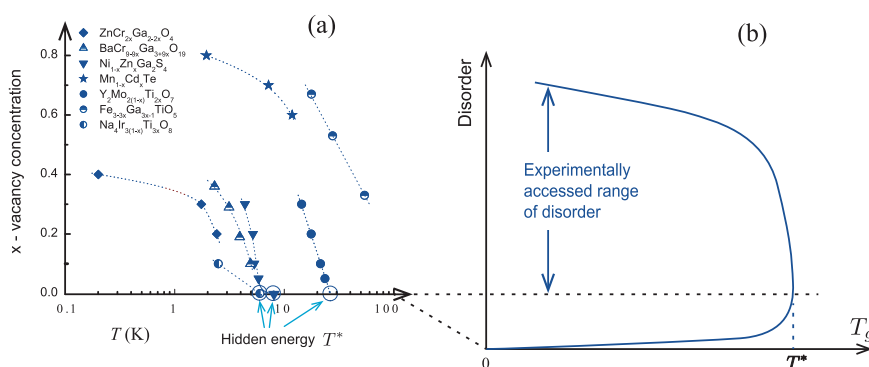 (a)
ZnCr2xGa2-2xO4
BaCr9-9xGa3+9xO19
Ni1-xZnxGa2S4
Mn1-xCdxTe
Y2Mo2(1-x)Ti2xO7
Fe3-3xGa3x-1TiO5
Na4Ir3(1-x)Ti3xO8
x - vacancy concentration
0.8
0.6
0.4
0.2
0.0
0.1
1
10
100
T (K)
Hidden energy T*
(b)
Disorder
Experimentally
accessed range
of disorder
0
T*
Tg